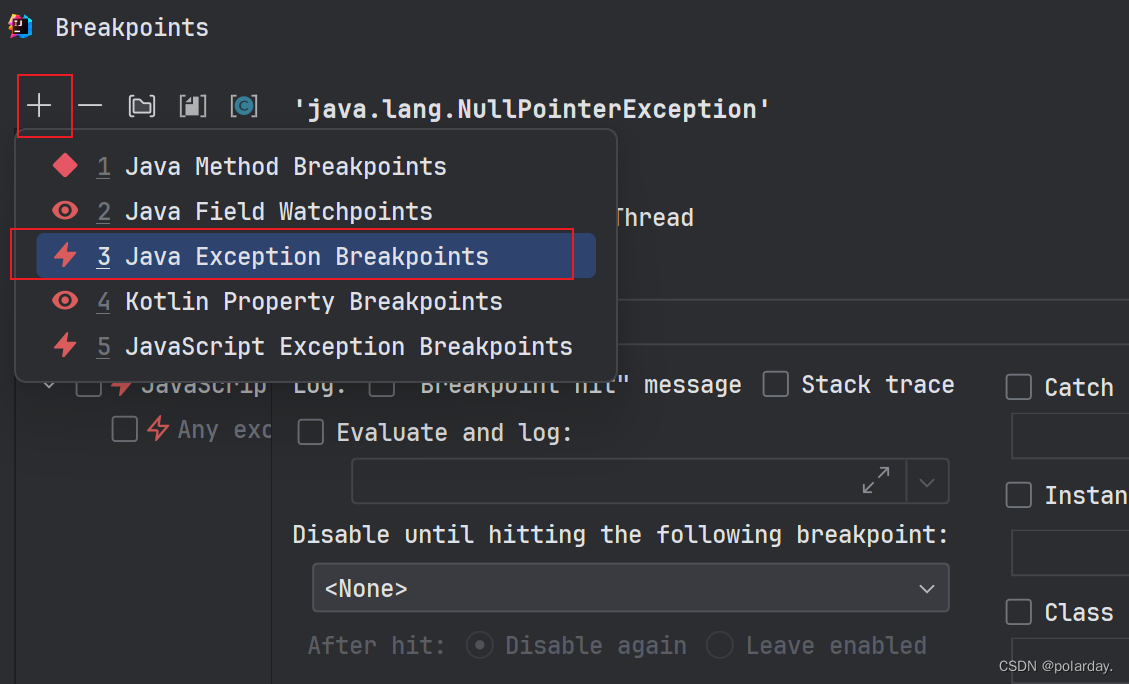 Breakpoints
'java.lang.NullPointerException'
1 Java Method Breakpoints
2 Java Field Watchpoints
Thread
3 Java Exception Breakpoints
4 Kotlin Property Breakpoints
5 JavaScript Exception Breakpoints
JavaScrip
Log: "Breakpoint hit" message Stack trace Catch
Any exc
Evaluate and log:
Instan
Disable until hitting the following breakpoint:
<None>
Class
After hit: Disable again Leave enabled
CSDN @polarday.